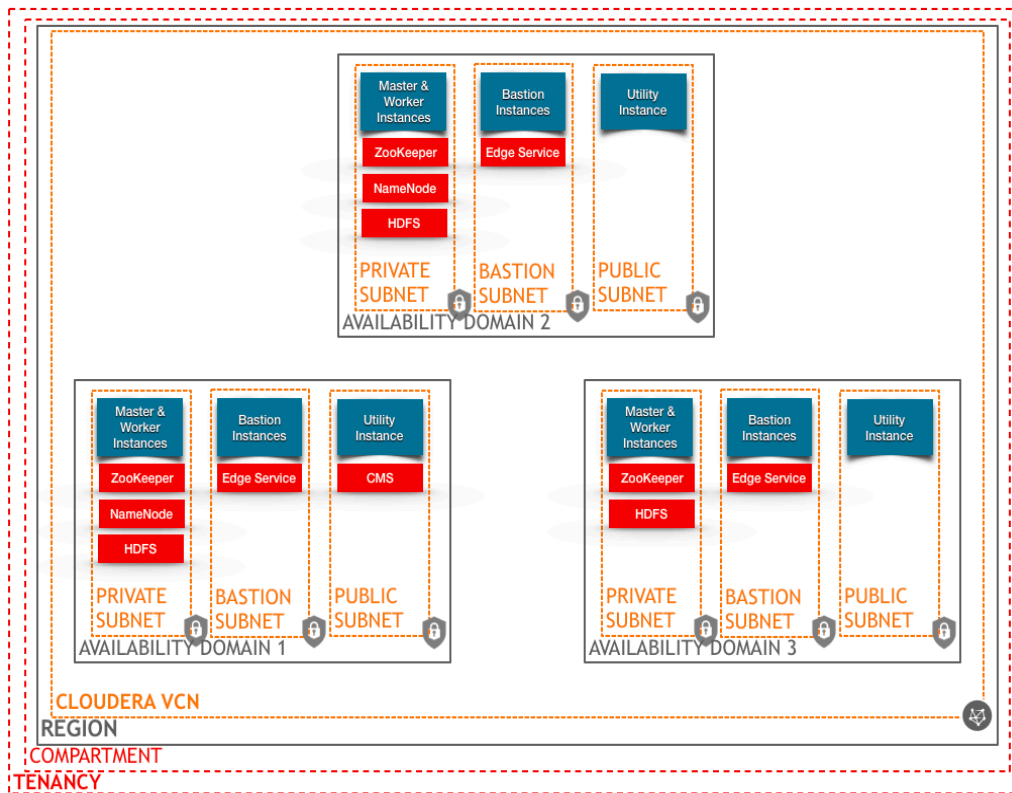 Master &
Worker
Instances
Bastion
Instances
Utility
Instance
ZooKeeper
Edge Service
NameNode
HDFS
PRIVATE
SUBNET
BASTION
SUBNET
PUBLIC
SUBNET
AVAILABILITY DOMAIN 2
Master &
Worker
Instances
Bastion
Instances
Utility
Instance
ZooKeeper
Edge Service
CMS
NameNode
HDFS
PRIVATE
SUBNET
BASTION
SUBNET
PUBLIC
SUBNET
AVAILABILITY DOMAIN 1
Master &
Worker
Instances
Bastion
Instances
Utility
Instance
ZooKeeper
Edge Service
HDFS
PRIVATE
SUBNET
BASTION
SUBNET
PUBLIC
SUBNET
AVAILABILITY DOMAIN 3
CLOUDERA VCN
REGION
COMPARTMENT
TENANCY